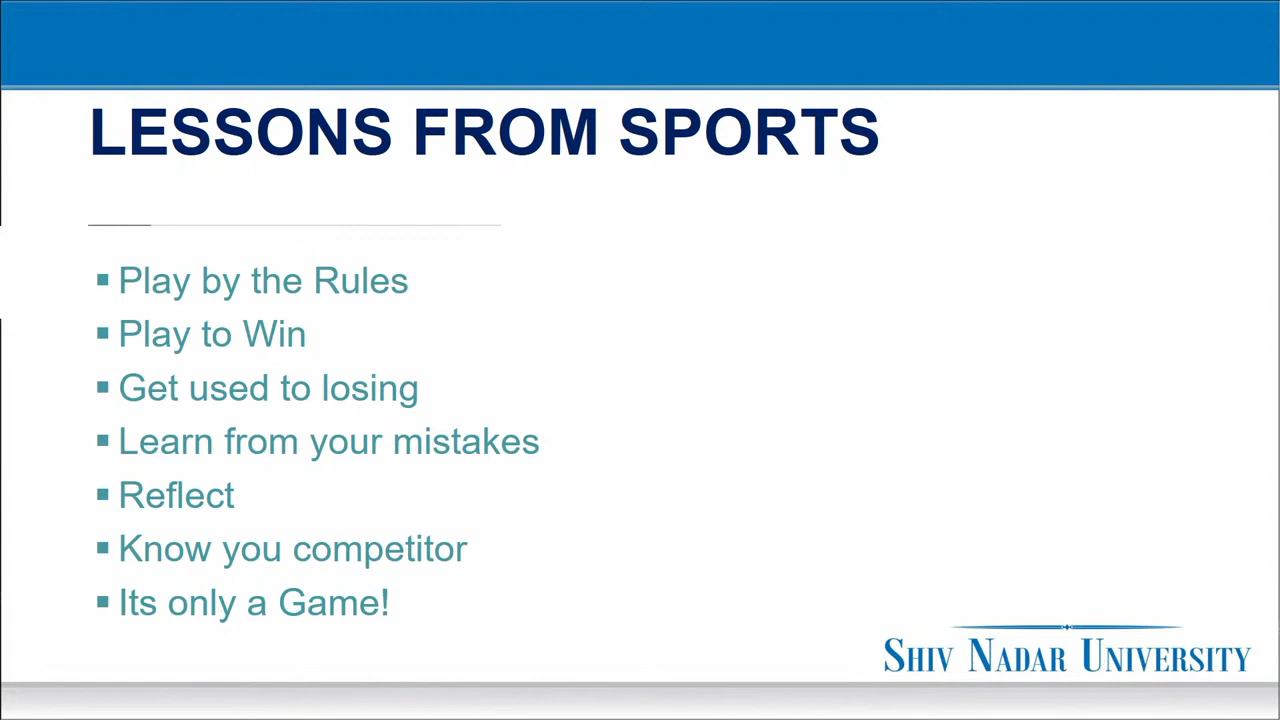 LESSONS FROM SPORTS
▪ Play by the Rules
▪ Play to Win
▪ Get used to losing
▪ Learn from your mistakes
▪ Reflect
▪ Know you competitor
▪ Its only a Game!
SHIV NADAR UNIVERSITY